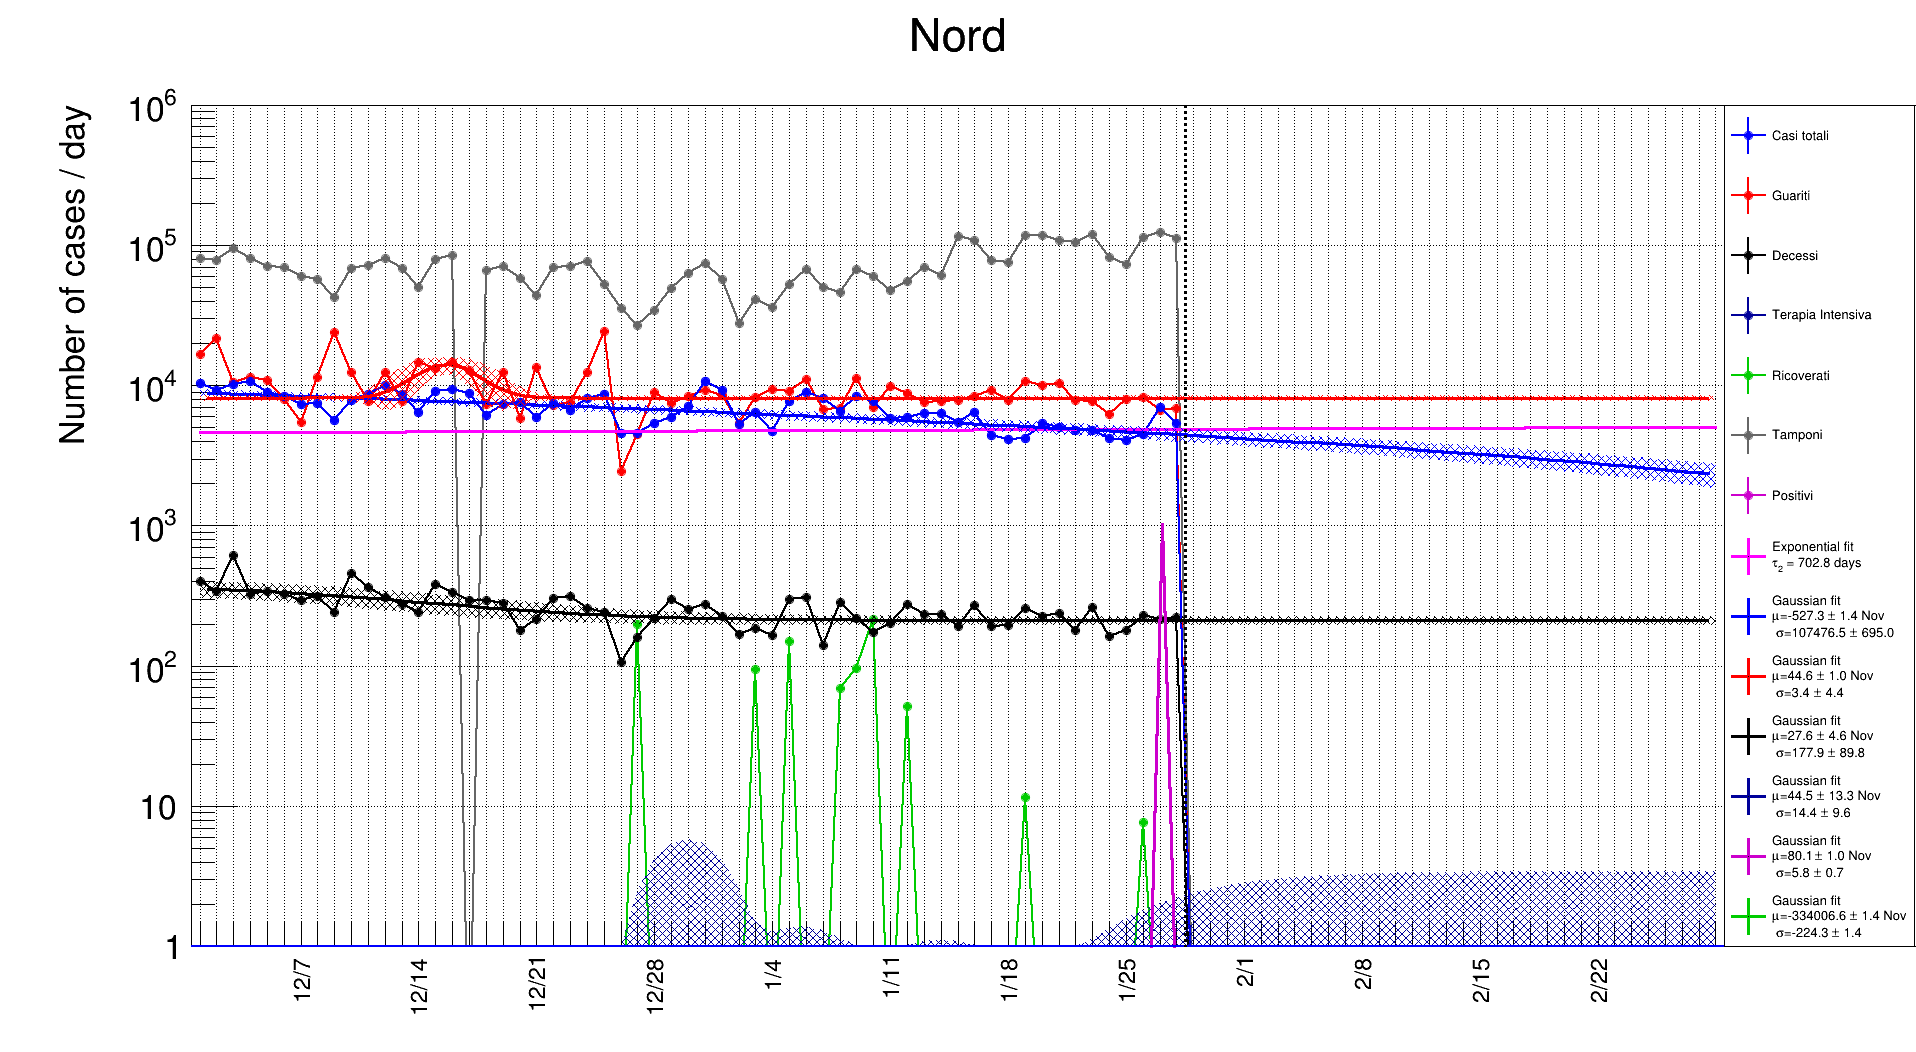 Nord
Number of cases / day
10^6
10^5
10^4
10^3
10^2
10
1
12/7
12/14
12/21
12/28
1/4
1/11
1/18
1/25
2/1
2/8
2/15
2/22
Casi totali
Guariti
Decessi
Terapia Intensiva
Ricoverati
Tamponi
Positivi
Exponential fit
τ_2 = 702.8 days
Gaussian fit
μ=-527.3 ± 1.4 Nov
σ=107476.5 ± 695.0
Gaussian fit
μ=44.6 ± 1.0 Nov
σ=3.4 ± 4.4
Gaussian fit
μ=27.6 ± 4.6 Nov
σ=177.9 ± 89.8
Gaussian fit
μ=44.5 ± 13.3 Nov
σ=14.4 ± 9.6
Gaussian fit
μ=80.1 ± 1.0 Nov
σ=5.8 ± 0.7
Gaussian fit
μ=-334006.6 ± 1.4 Nov
σ=-224.3 ± 1.4